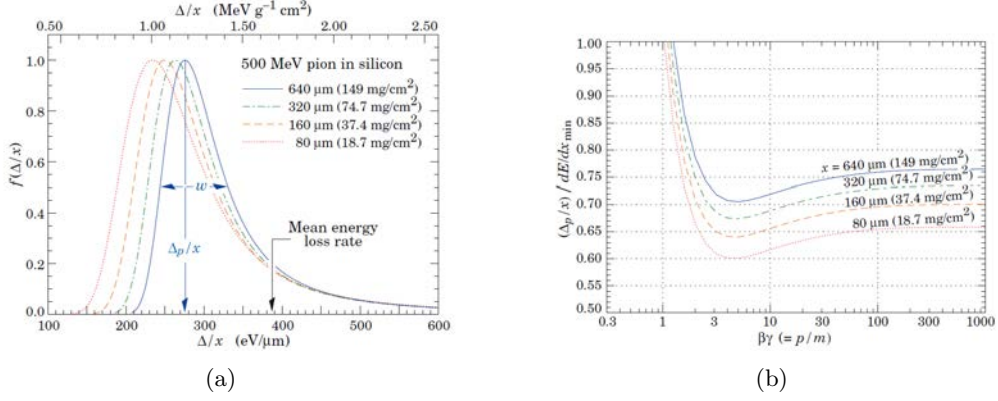 Δ/x (MeV g⁻¹ cm²)
0.50 1.00 1.50 2.00 2.50
500 MeV pion in silicon
640 μm (149 mg/cm²)
320 μm (74.7 mg/cm²)
160 μm (37.4 mg/cm²)
80 μm (18.7 mg/cm²)
1.0
0.8
0.6
0.4
0.2
0.0
f(Δ/x)
w
Δp/x
Mean energy
loss rate
100 200 300 400 500 600
Δ/x (eV/μm)
(a)
1.00
0.95
0.90
0.85
0.80
0.75
0.70
0.65
0.60
0.55
0.50
(Δp/x) / dE/dx min
x = 640 μm (149 mg/cm²)
320 μm (74.7 mg/cm²)
160 μm (37.4 mg/cm²)
80 μm (18.7 mg/cm²)
0.3 1 3 10 30 100 300 1000
βγ (= p/m)
(b)